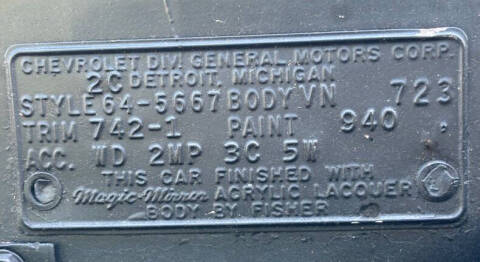 CHEVROLET DIV. GENERAL MOTORS CORP.
2C DETROIT, MICHIGAN
STYLE 64-5667 BODY VN 723
TRIM 742-1 PAINT 940
ACC. WD 2MP 3C 5W
THIS CAR FINISHED WITH
Magic-Mirror ACRYLIC LACQUER
BODY BY FISHER